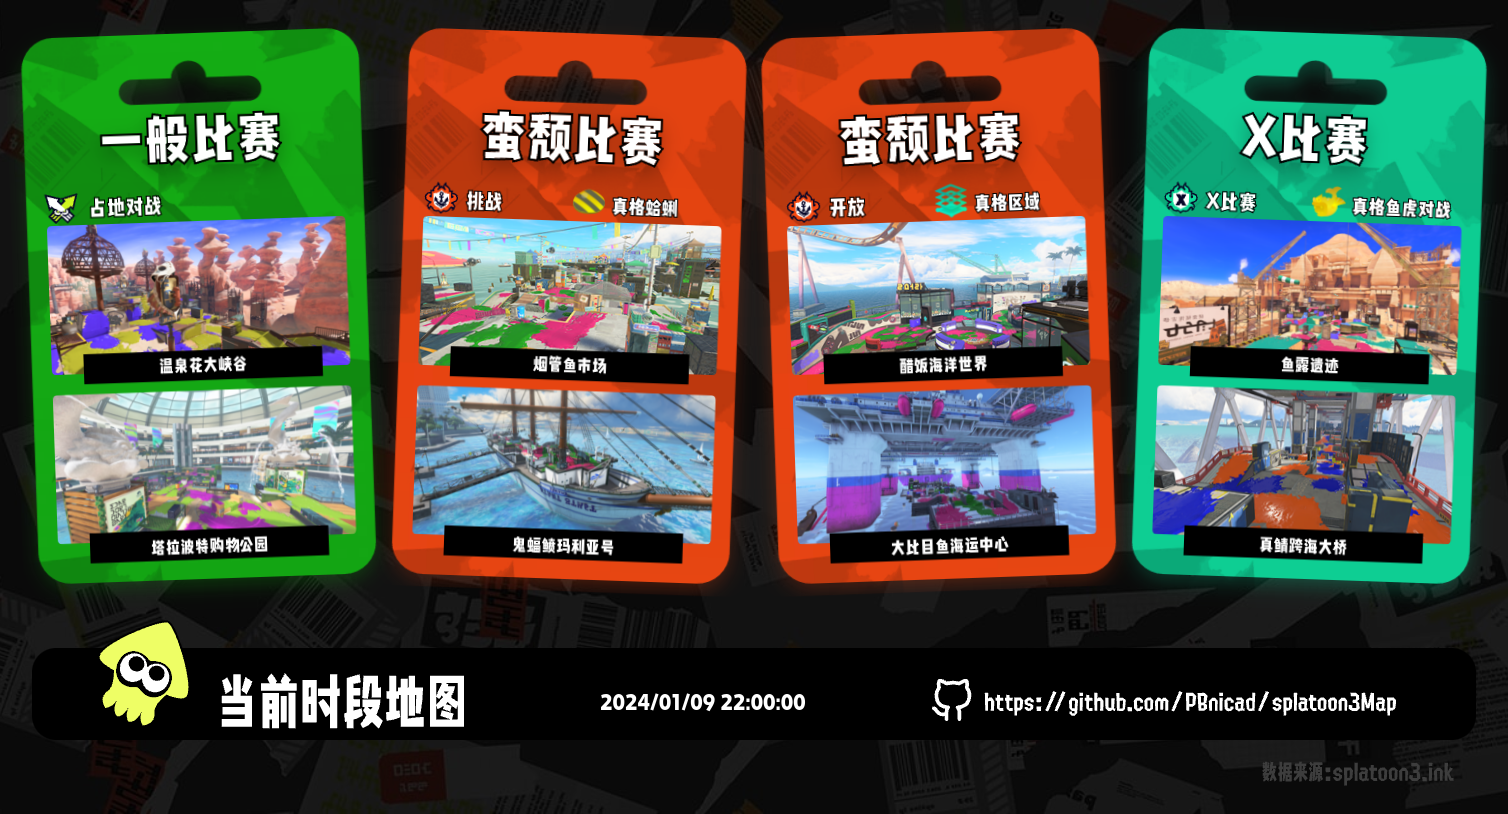 一般比赛
占地对战
温泉花大峡谷
塔拉波特购物公园
蛮颓比赛
挑战
真格蛤蜊
烟管鱼市场
鬼蝠鲼玛利亚号
蛮颓比赛
开放
真格区域
醋饭海洋世界
大比目鱼海运中心
X比赛
X比赛
真格鱼虎对战
鱼露遗迹
真鲭跨海大桥
当前时段地图
2024/01/09 22:00:00
https://github.com/PBnicad/splatoon3Map
数据来源:splatoon3.ink